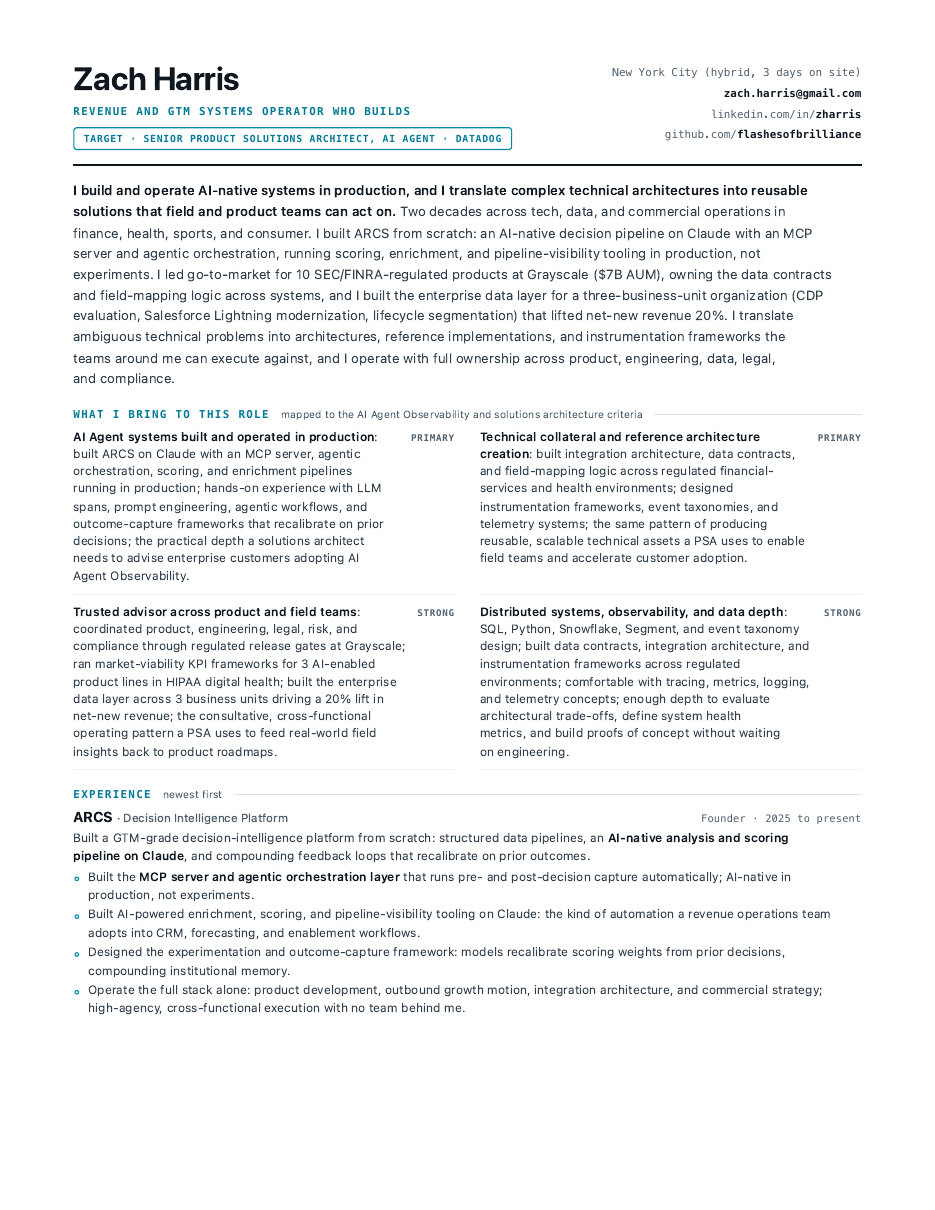 Zach Harris
REVENUE AND GTM SYSTEMS OPERATOR WHO BUILDS
TARGET · SENIOR PRODUCT SOLUTIONS ARCHITECT, AI AGENT · DATADOG
New York City (hybrid, 3 days on site)
zach.harris@gmail.com
linkedin.com/in/zharris
github.com/flashesofbrilliance
I build and operate AI-native systems in production, and I translate complex technical architectures into reusable
solutions that field and product teams can act on. Two decades across tech, data, and commercial operations in
finance, health, sports, and consumer. I built ARCS from scratch: an AI-native decision pipeline on Claude with an MCP
server and agentic orchestration, running scoring, enrichment, and pipeline-visibility tooling in production, not
experiments. I led go-to-market for 10 SEC/FINRA-regulated products at Grayscale ($7B AUM), owning the data contracts
and field-mapping logic across systems, and I built the enterprise data layer for a three-business-unit organization (CDP
evaluation, Salesforce Lightning modernization, lifecycle segmentation) that lifted net-new revenue 20%. I translate
ambiguous technical problems into architectures, reference implementations, and instrumentation frameworks the
teams around me can execute against, and I operate with full ownership across product, engineering, data, legal,
and compliance.
WHAT I BRING TO THIS ROLE mapped to the AI Agent Observability and solutions architecture criteria
AI Agent systems built and operated in production: PRIMARY
built ARCS on Claude with an MCP server, agentic
orchestration, scoring, and enrichment pipelines
running in production; hands-on experience with LLM
spans, prompt engineering, agentic workflows, and
outcome-capture frameworks that recalibrate on prior
decisions; the practical depth a solutions architect
needs to advise enterprise customers adopting AI
Agent Observability.
Technical collateral and reference architecture PRIMARY
creation: built integration architecture, data contracts,
and field-mapping logic across regulated financial-
services and health environments; designed
instrumentation frameworks, event taxonomies, and
telemetry systems; the same pattern of producing
reusable, scalable technical assets a PSA uses to enable
field teams and accelerate customer adoption.
Trusted advisor across product and field teams: STRONG
coordinated product, engineering, legal, risk, and
compliance through regulated release gates at Grayscale;
ran market-viability KPI frameworks for 3 AI-enabled
product lines in HIPAA digital health; built the enterprise
data layer across 3 business units driving a 20% lift in
net-new revenue; the consultative, cross-functional
operating pattern a PSA uses to feed real-world field
insights back to product roadmaps.
Distributed systems, observability, and data depth: STRONG
SQL, Python, Snowflake, Segment, and event taxonomy
design; built data contracts, integration architecture, and
instrumentation frameworks across regulated
environments; comfortable with tracing, metrics, logging,
and telemetry concepts; enough depth to evaluate
architectural trade-offs, define system health
metrics, and build proofs of concept without waiting
on engineering.
EXPERIENCE newest first
ARCS · Decision Intelligence Platform Founder · 2025 to present
Built a GTM-grade decision-intelligence platform from scratch: structured data pipelines, an AI-native analysis and scoring
pipeline on Claude, and compounding feedback loops that recalibrate on prior outcomes.
Built the MCP server and agentic orchestration layer that runs pre- and post-decision capture automatically; AI-native in
production, not experiments.
Built AI-powered enrichment, scoring, and pipeline-visibility tooling on Claude: the kind of automation a revenue operations team
adopts into CRM, forecasting, and enablement workflows.
Designed the experimentation and outcome-capture framework: models recalibrate scoring weights from prior decisions,
compounding institutional memory.
Operate the full stack alone: product development, outbound growth motion, integration architecture, and commercial strategy;
high-agency, cross-functional execution with no team behind me.